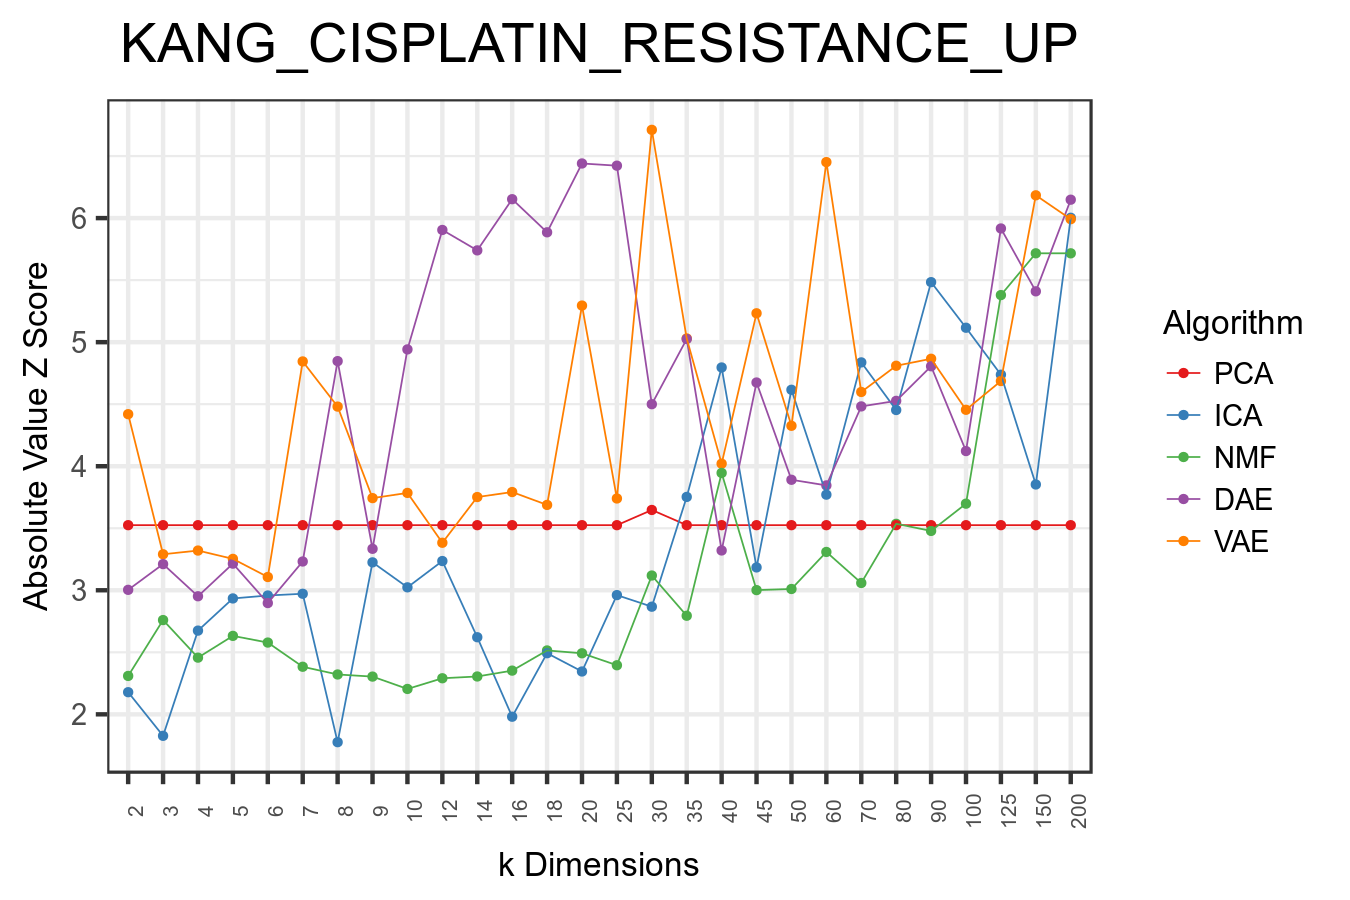 KANG_CISPLATIN_RESISTANCE_UP
Absolute Value Z Score
6
5
4
3
2
2 3 4 5 6 7 8 9 10 12 14 16 18 20 25 30 35 40 45 50 60 70 80 90 100 125 150 200
k Dimensions
Algorithm
PCA
ICA
NMF
DAE
VAE